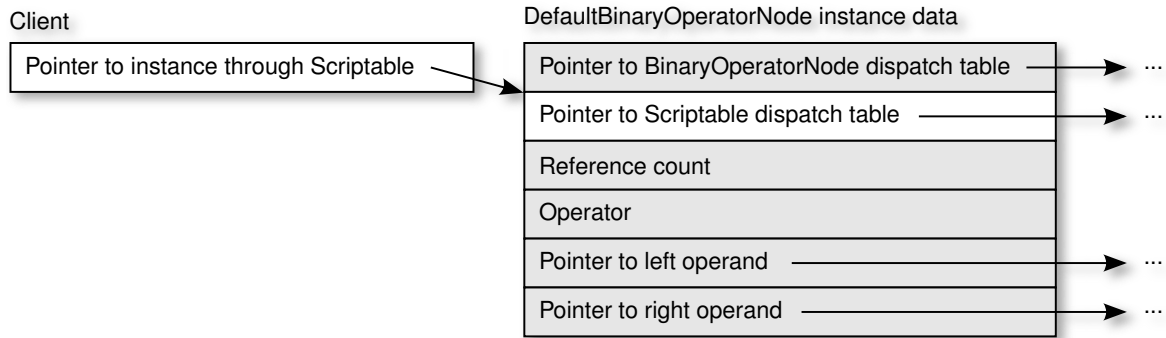 Client
Pointer to instance through Scriptable
DefaultBinaryOperatorNode instance data
Pointer to BinaryOperatorNode dispatch table ...
Pointer to Scriptable dispatch table ...
Reference count
Operator
Pointer to left operand ...
Pointer to right operand ...